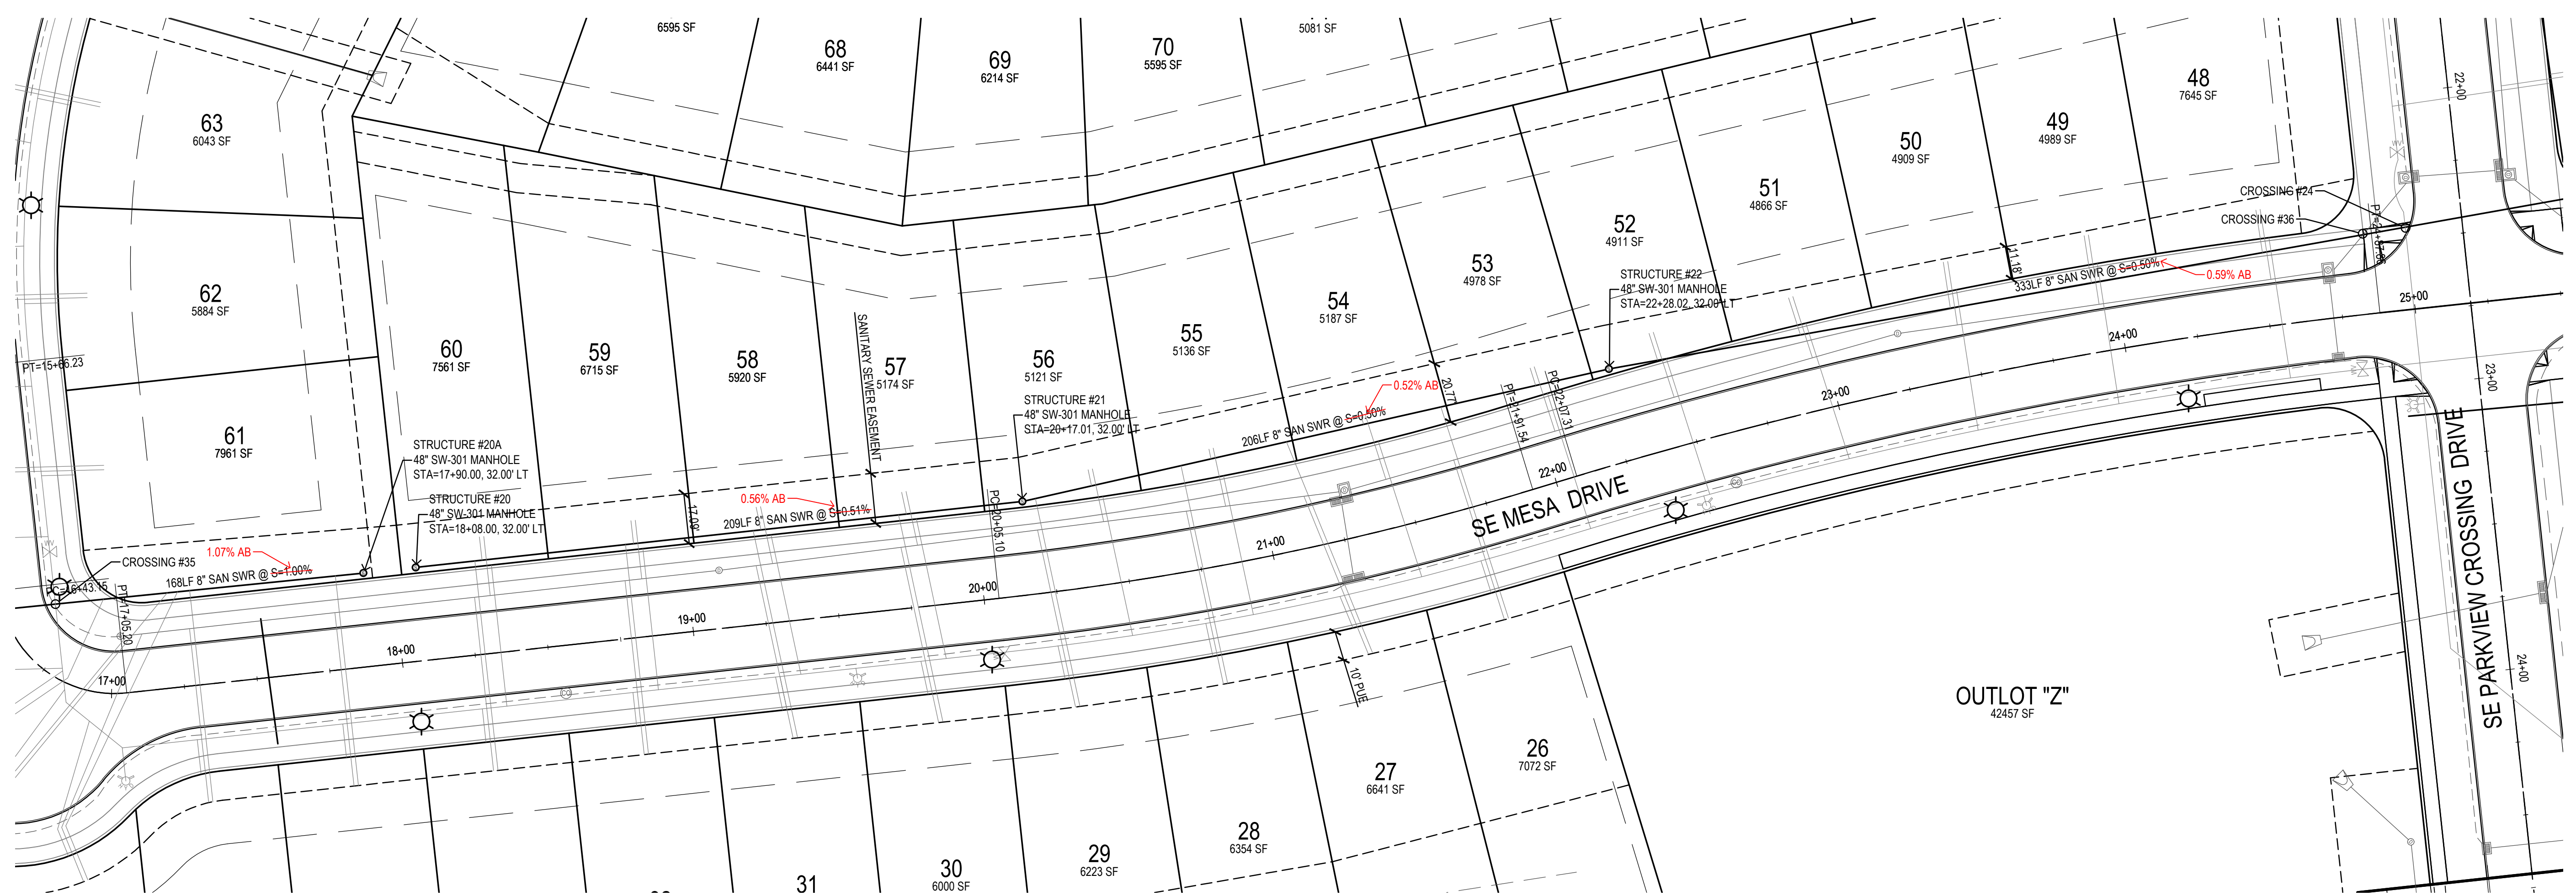 6595 SF
68
6441 SF
69
6214 SF
70
5595 SF
5081 SF
63
6043 SF
62
5884 SF
61
7961 SF
60
7561 SF
59
6715 SF
58
5920 SF
57
5174 SF
56
5121 SF
55
5136 SF
54
5187 SF
53
4978 SF
52
4911 SF
51
4866 SF
50
4909 SF
49
4989 SF
48
7645 SF
CROSSING #24
CROSSING #36
PT=24+87.86
22+00
23+00
24+00
SE PARKVIEW CROSSING DRIVE
STRUCTURE #22
48" SW-301 MANHOLE
STA=22+28.02, 32.00' LT
11.18'
333LF 8" SAN SWR @ S=0.50%
0.59% AB
SANITARY SEWER EASEMENT
STRUCTURE #21
48" SW-301 MANHOLE
STA=20+17.01, 32.00' LT
0.52% AB
206LF 8" SAN SWR @ S=0.50%
20.77'
PT=21+91.54
PC=22+07.31
STRUCTURE #20A
48" SW-301 MANHOLE
STA=17+90.00, 32.00' LT
STRUCTURE #20
48" SW-301 MANHOLE
STA=18+08.00, 32.00' LT
0.56% AB
209LF 8" SAN SWR @ S=0.51%
17.09'
PC=20+05.10
PT=15+66.23
1.07% AB
CROSSING #35
168LF 8" SAN SWR @ S=1.00%
PC=16+43.15
PT=17+05.20
17+00
18+00
19+00
20+00
21+00
22+00
23+00
24+00
25+00
SE MESA DRIVE
10' PUE
OUTLOT "Z"
42457 SF
26
7072 SF
27
6641 SF
28
6354 SF
29
6223 SF
30
6000 SF
31